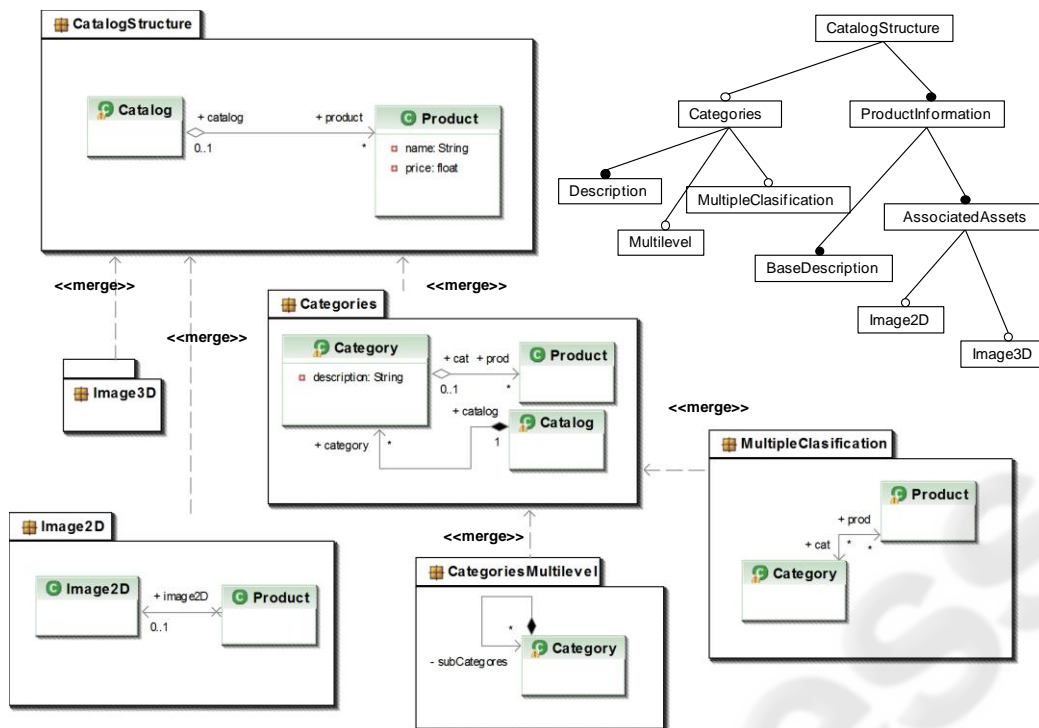 CatalogStructure
Catalog
+ catalog
0..1
+ product
*
Product
name: String
price: float
CatalogStructure
Categories
ProductInformation
Description
MultipleClasification
Multilevel
AssociatedAssets
BaseDescription
Image2D
Image3D
<<merge>>
<<merge>>
<<merge>>
Image3D
Categories
Category
description: String
+ cat
+ prod
0..1
*
Product
+ catalog
1
Catalog
+ category
*
<<merge>>
MultipleClasification
Product
+ prod
*
*
+ cat
Category
Image2D
Image2D
+ image2D
0..1
Product
<<merge>>
CategoriesMultilevel
*
- subCategores
Category